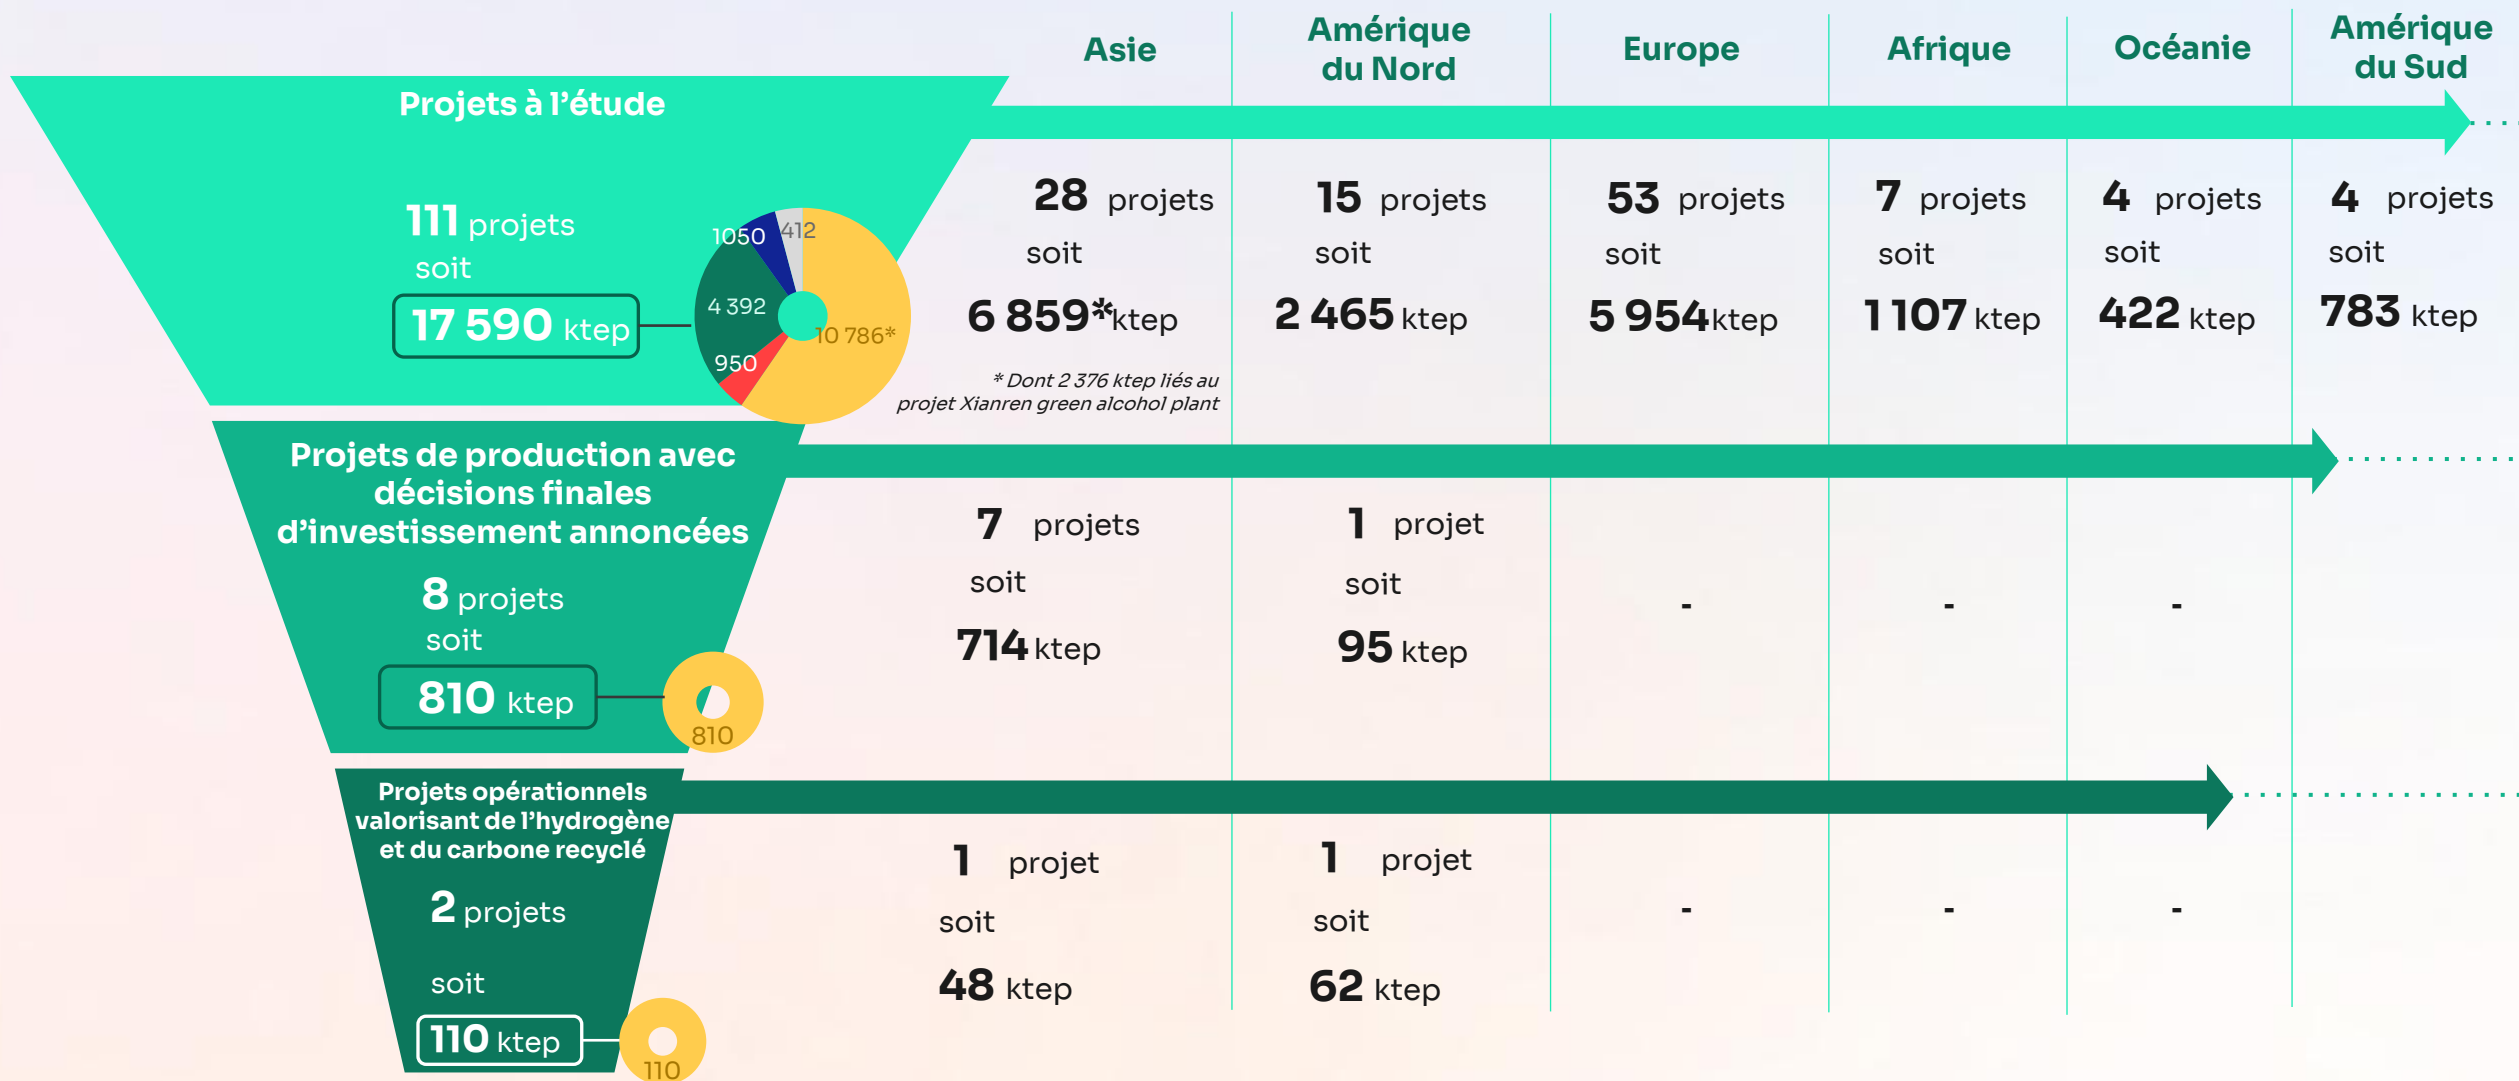 Asie
Amérique
du Nord
Europe
Afrique
Océanie
Amérique
du Sud
Projets à l’étude
111 projets
soit
17 590 ktep
1050
412
4 392
10 786*
950
28 projets
soit
6 859*ktep
* Dont 2 376 ktep liés au
projet Xianren green alcohol plant
15 projets
soit
2 465 ktep
53 projets
soit
5 954ktep
7 projets
soit
1 107 ktep
4 projets
soit
422 ktep
4 projets
soit
783 ktep
Projets de production avec
décisions finales
d’investissement annoncées
8 projets
soit
810 ktep
810
7 projets
soit
714 ktep
1 projet
soit
95 ktep
-
-
-
Projets opérationnels
valorisant de l’hydrogène
et du carbone recyclé
2 projets
soit
110 ktep
110
1 projet
soit
48 ktep
1 projet
soit
62 ktep
-
-
-